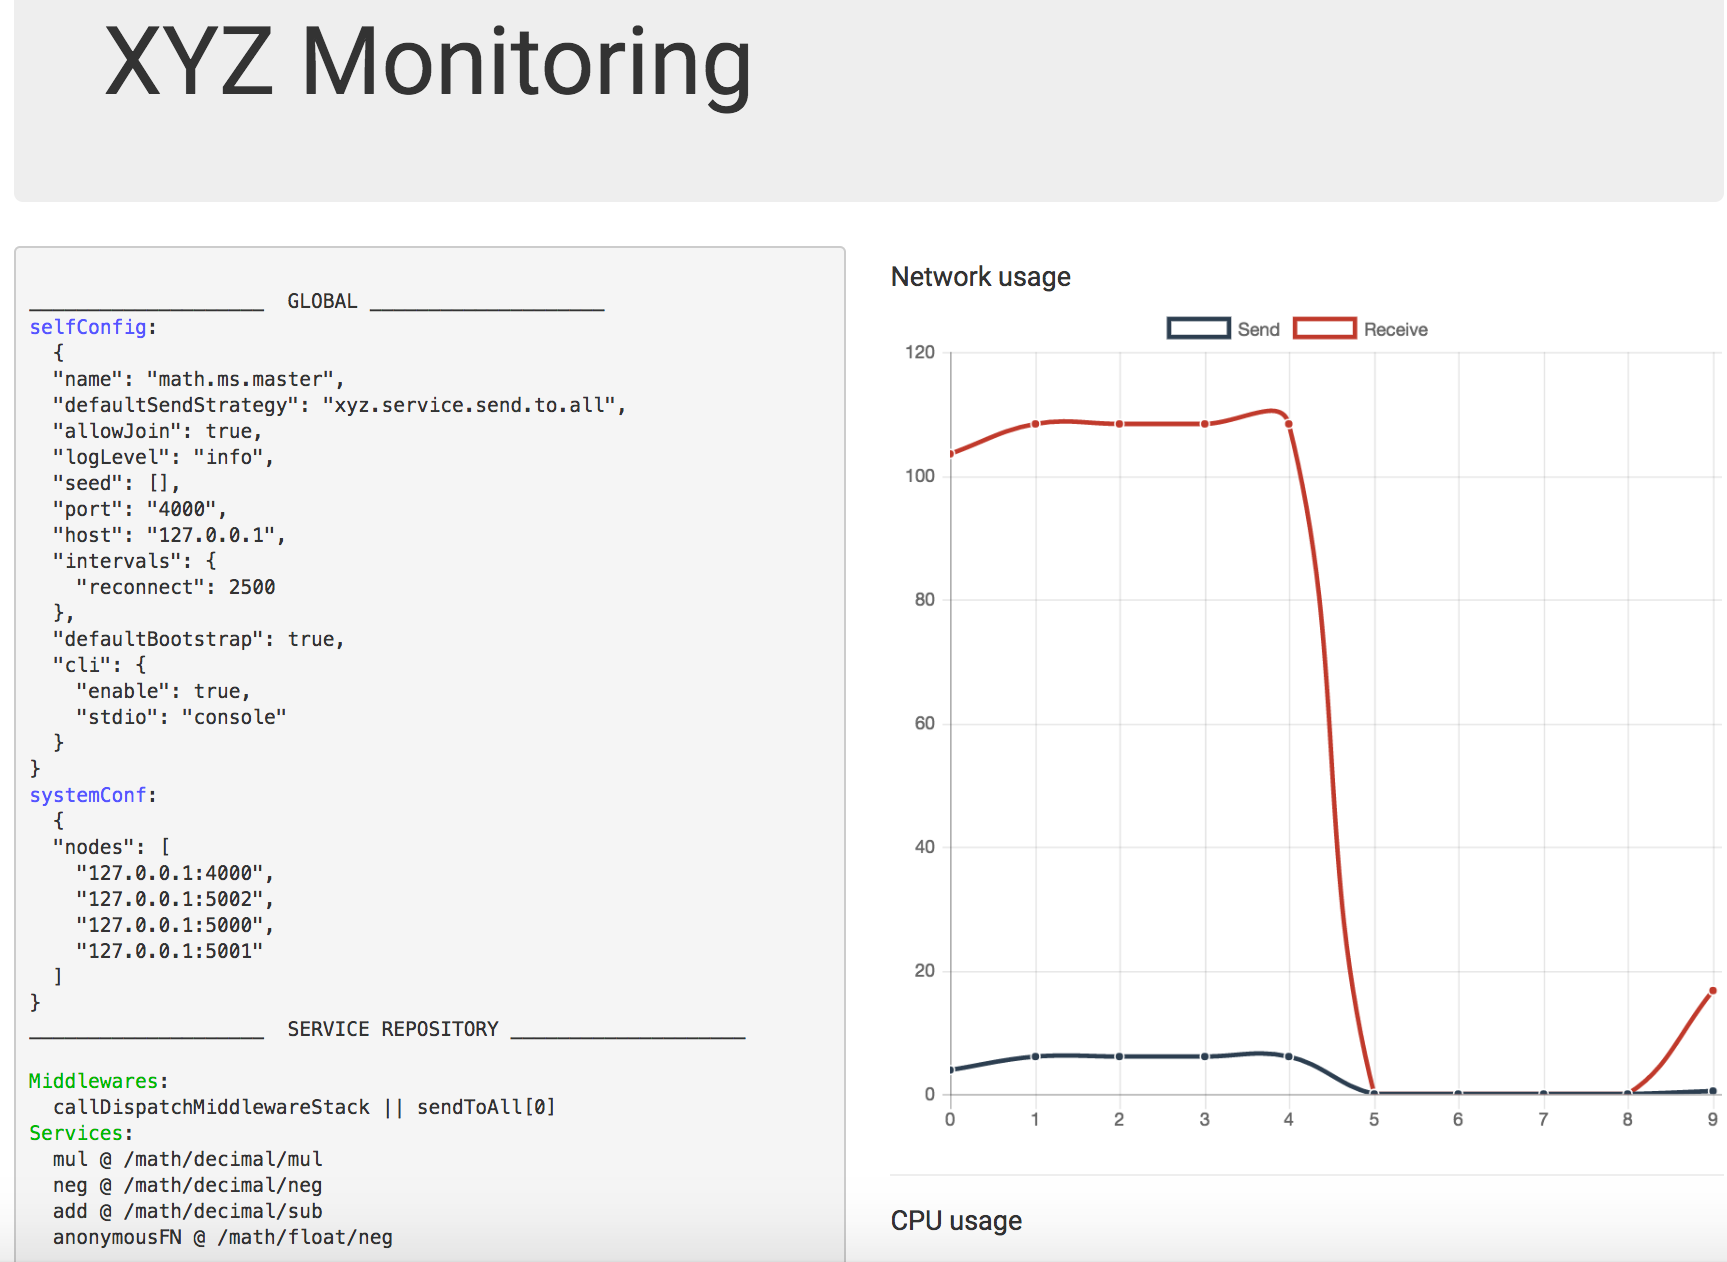 XYZ Monitoring
____________________  GLOBAL ____________________
selfConfig:
  {
  "name": "math.ms.master",
  "defaultSendStrategy": "xyz.service.send.to.all",
  "allowJoin": true,
  "logLevel": "info",
  "seed": [],
  "port": "4000",
  "host": "127.0.0.1",
  "intervals": {
    "reconnect": 2500
  },
  "defaultBootstrap": true,
  "cli": {
    "enable": true,
    "stdio": "console"
  }
}
systemConf:
  {
  "nodes": [
    "127.0.0.1:4000",
    "127.0.0.1:5002",
    "127.0.0.1:5000",
    "127.0.0.1:5001"
  ]
}
____________________  SERVICE REPOSITORY ____________________
Middlewares:
  callDispatchMiddlewareStack || sendToAll[0]
Services:
  mul @ /math/decimal/mul
  neg @ /math/decimal/neg
  add @ /math/decimal/sub
  anonymousFN @ /math/float/neg
Network usage
Send Receive
120
100
80
60
40
20
0
0 1 2 3 4 5 6 7 8 9
CPU usage